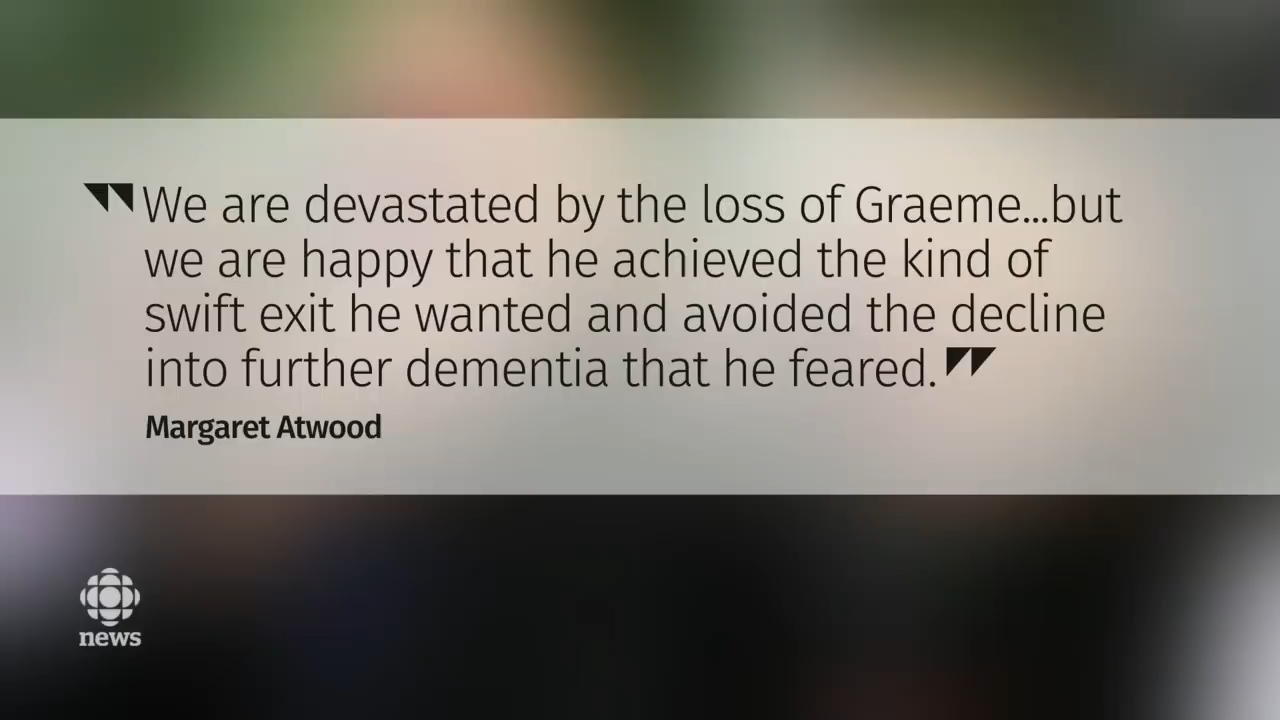 "We are devastated by the loss of Graeme...but
we are happy that he achieved the kind of
swift exit he wanted and avoided the decline
into further dementia that he feared."
Margaret Atwood
news